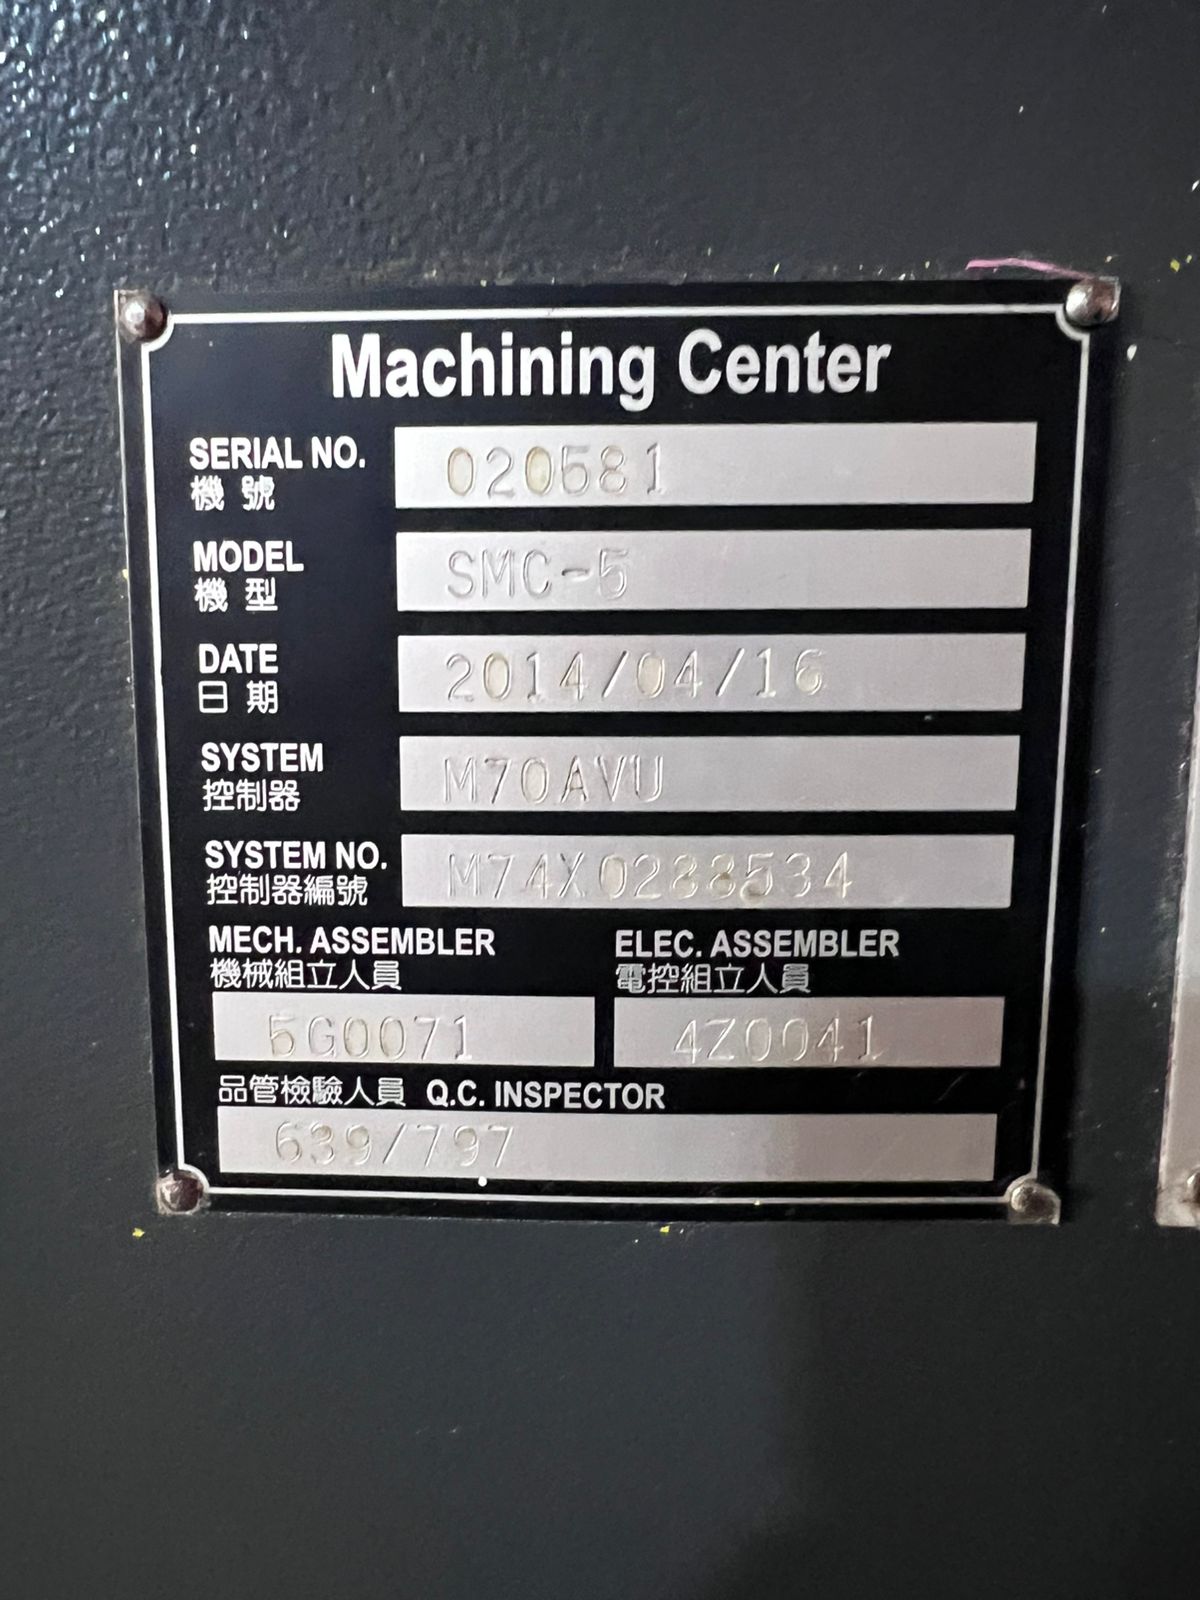 Machining Center
SERIAL NO. 020581
機 號
MODEL SMC-5
機 型
DATE 2014/04/16
日 期
SYSTEM M70AVU
控制器
SYSTEM NO. M74X0288534
控制器編號
MECH. ASSEMBLER
機械組立人員
5G0071
ELEC. ASSEMBLER
電控組立人員
4Z0041
品管檢驗人員 Q.C. INSPECTOR
639/797